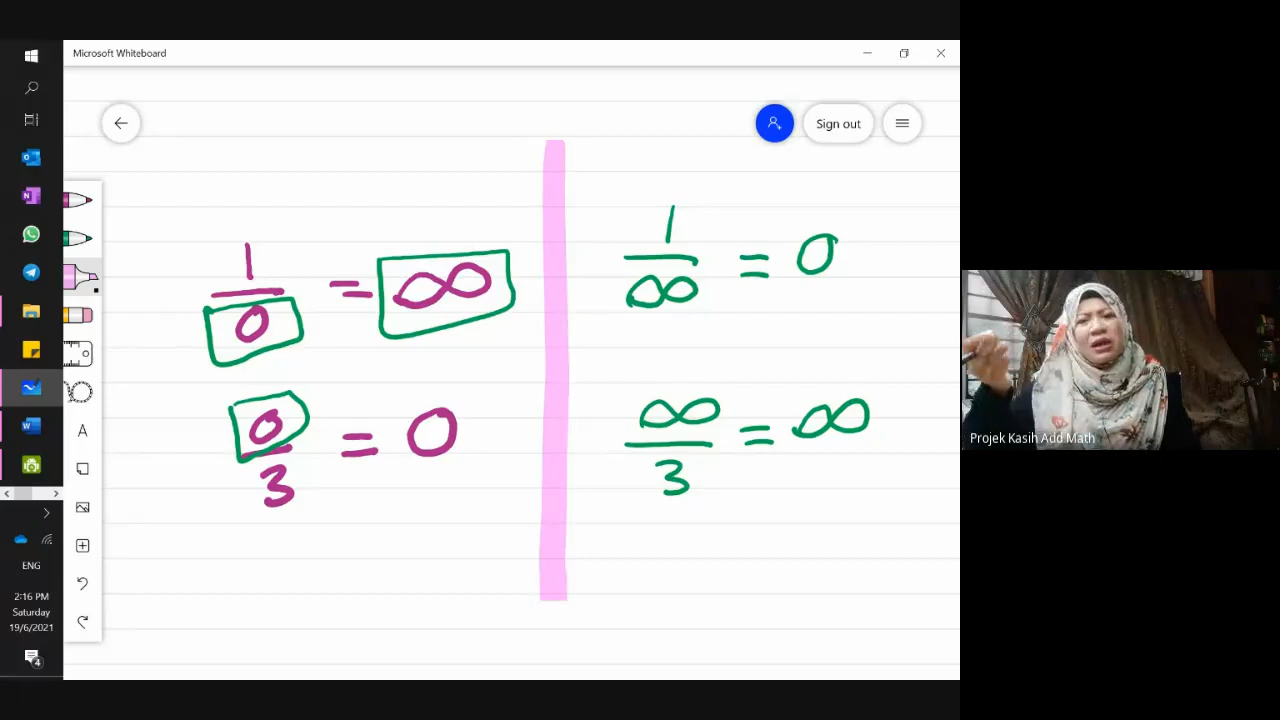 Microsoft Whiteboard
Sign out
1/0 = ∞
0/3 = 0
1/∞ = 0
∞/3 = ∞
A
ENG
2:16 PM
Saturday
19/6/2021
4
Projek Kasih Add Math